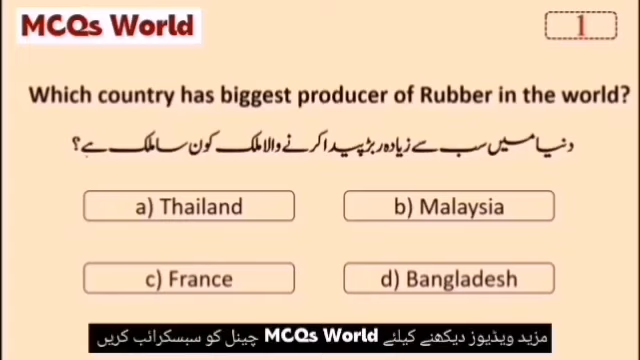 MCQs World
1
Which country has biggest producer of Rubber in the world?
دنیا میں سب سے زیادہ ربڑ پیدا کرنے والا ملک کون سا ملک ہے؟
a) Thailand
b) Malaysia
c) France
d) Bangladesh
مزید ویڈیوز دیکھنے کیلئے MCQs World چینل کو سبسکرائب کریں